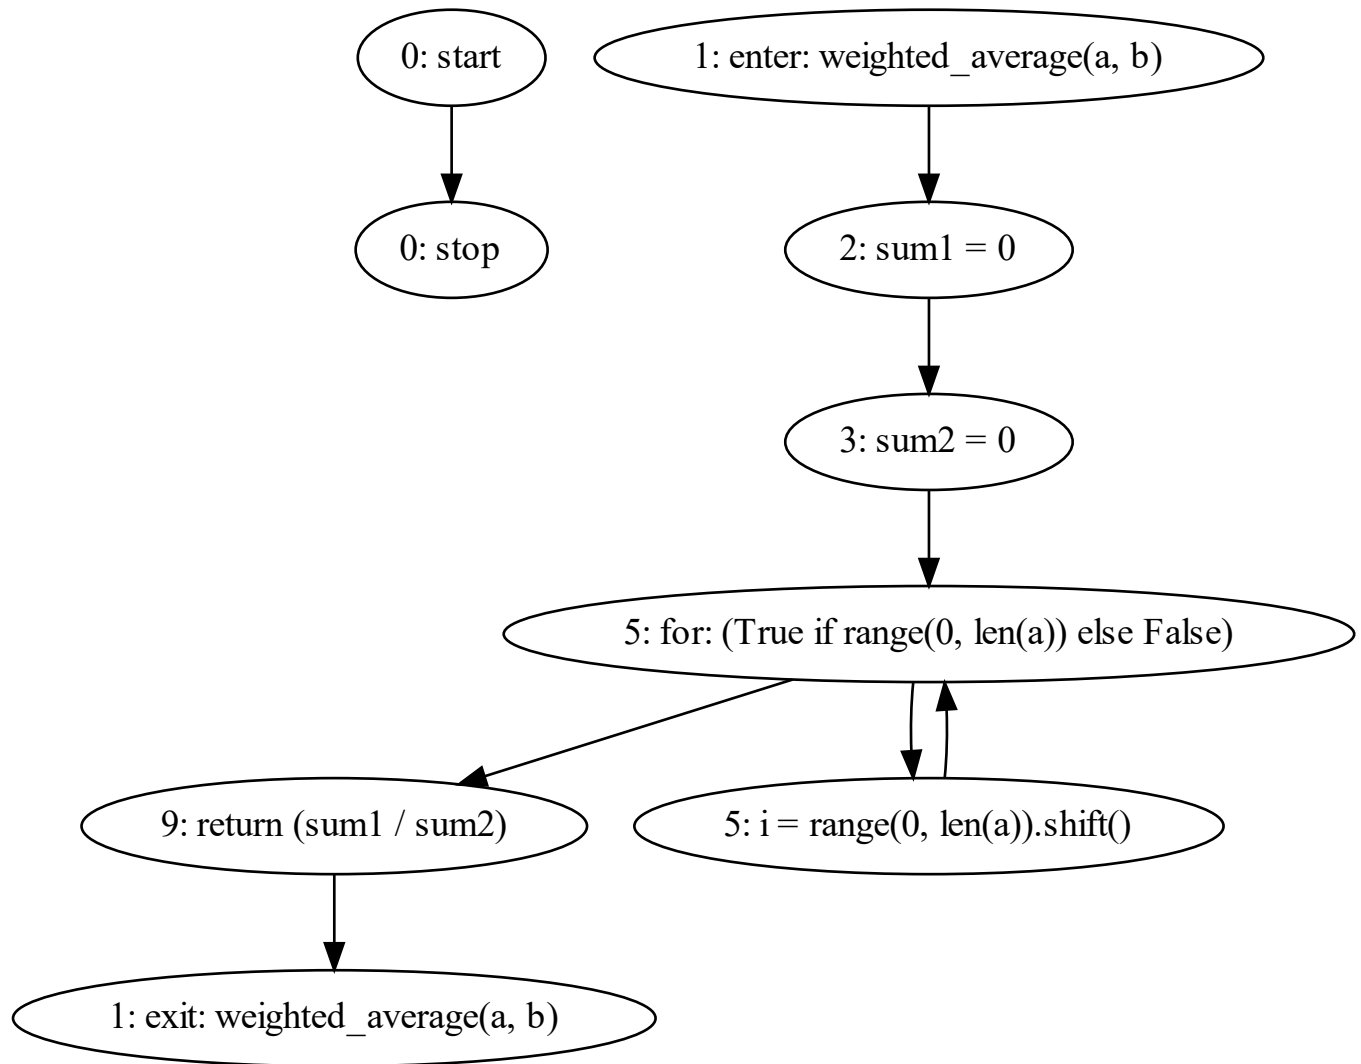 0: start
1: enter: weighted_average(a, b)
0: stop
2: sum1 = 0
3: sum2 = 0
5: for: (True if range(0, len(a)) else False)
9: return (sum1 / sum2)
5: i = range(0, len(a)).shift()
1: exit: weighted_average(a, b)